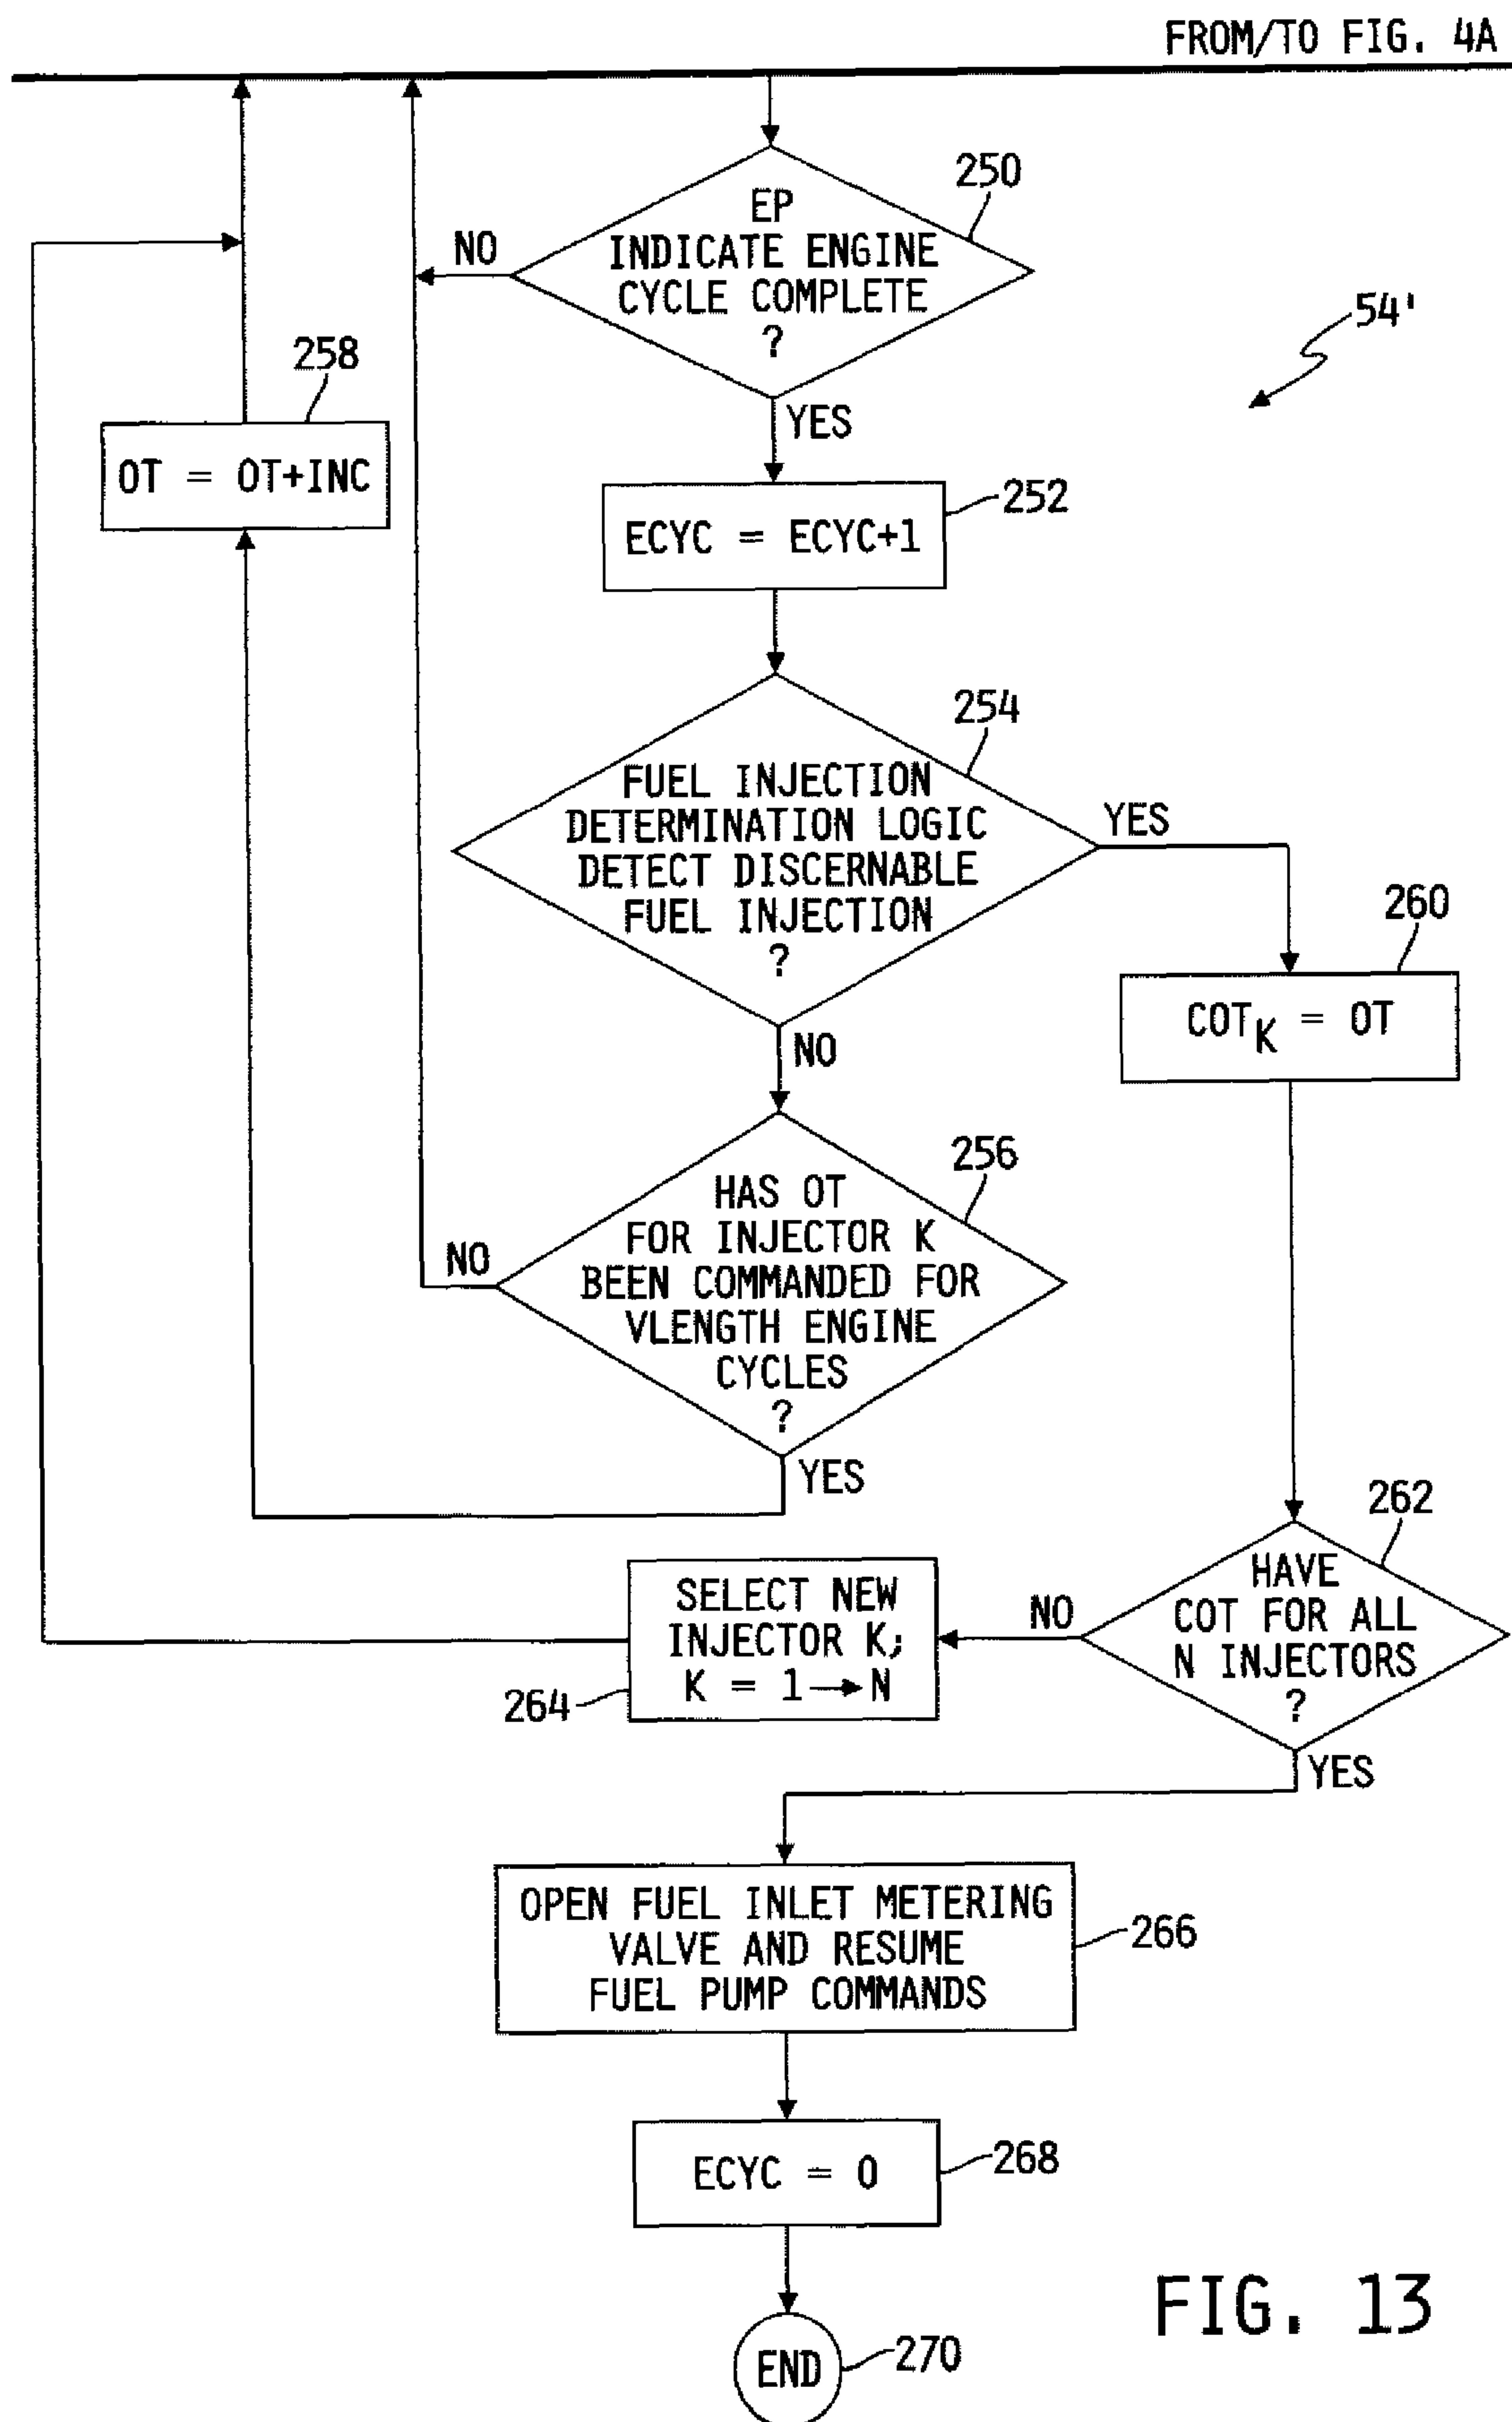 FROM/TO FIG. 4A
250
EP
INDICATE ENGINE
CYCLE COMPLETE
?
NO
YES
54'
258
OT = OT+INC
252
ECYC = ECYC+1
254
FUEL INJECTION
DETERMINATION LOGIC
DETECT DISCERNABLE
FUEL INJECTION
?
YES
NO
260
COTK = OT
256
HAS OT
FOR INJECTOR K
BEEN COMMANDED FOR
VLENGTH ENGINE
CYCLES
?
NO
YES
262
HAVE
COT FOR ALL
N INJECTORS
?
NO
YES
SELECT NEW
INJECTOR K;
K = 1→N
264
OPEN FUEL INLET METERING
VALVE AND RESUME
FUEL PUMP COMMANDS
266
ECYC = 0
268
END
270
FIG. 13